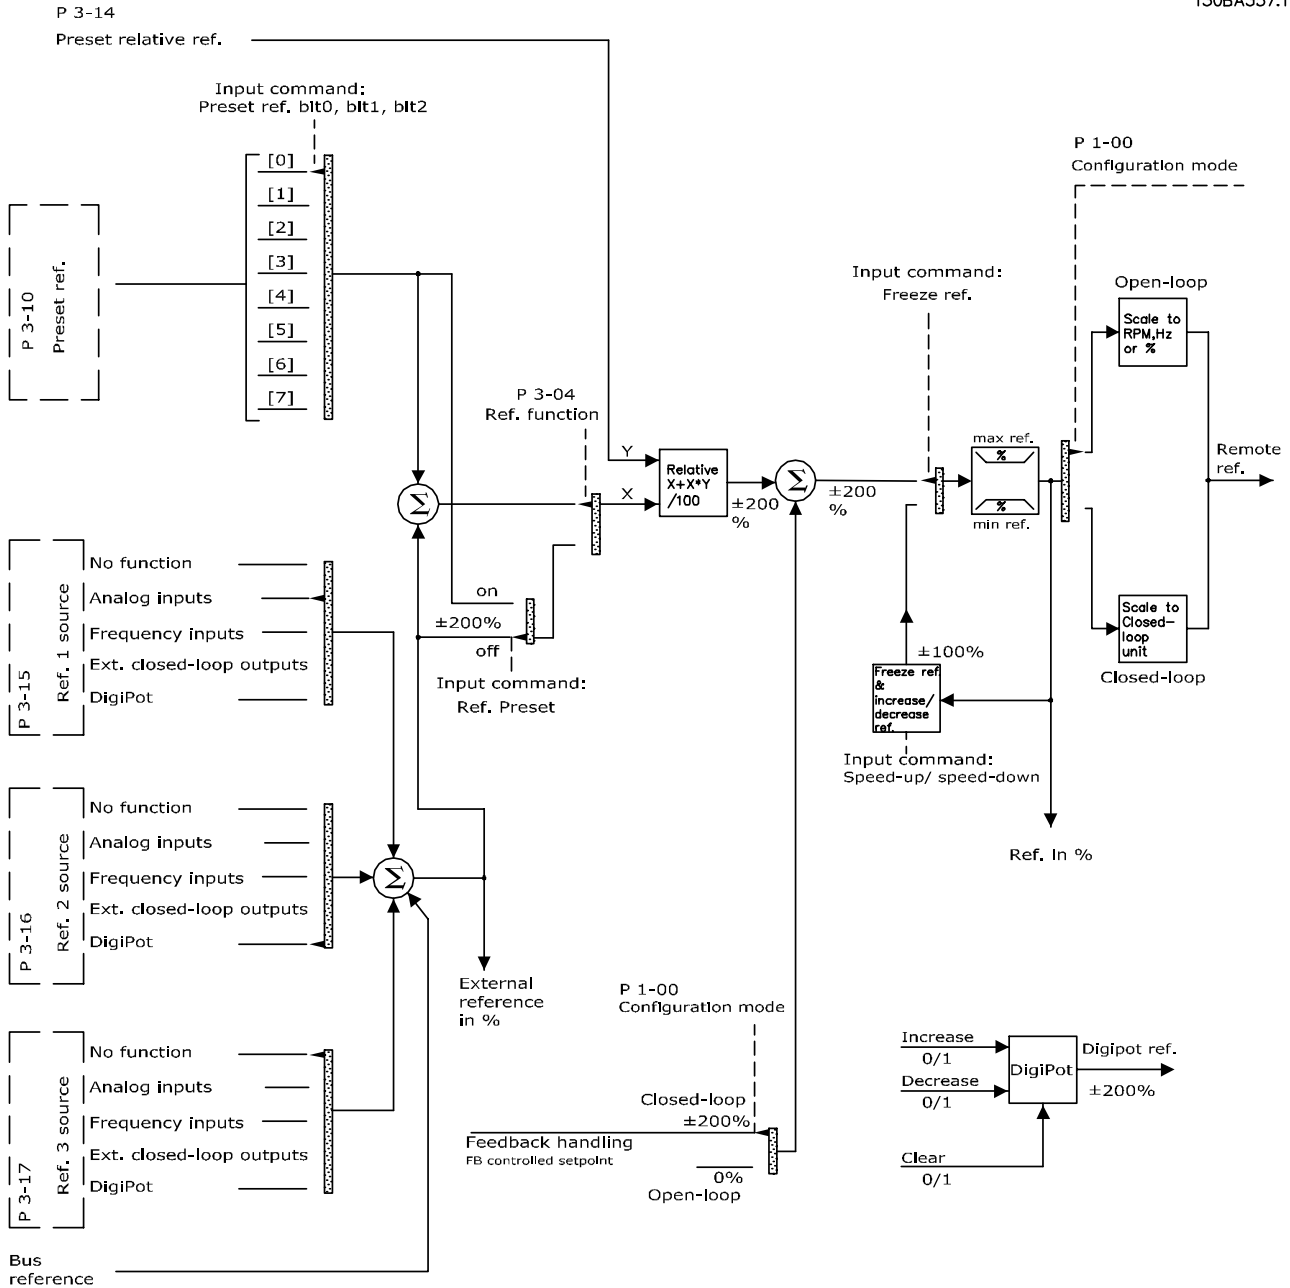 P 3-14
Preset relative ref.
Input command:
Preset ref. bIt0, bIt1, bIt2
P 3-10
Preset ref.
[0]
[1]
[2]
[3]
[4]
[5]
[6]
[7]
P 1-00
Configuration mode
Input command:
Freeze ref.
Open-loop
Scale to
RPM,Hz
or %
P 3-04
Ref. function
Y
X
Relative
X+X*Y
/100
±200
%
Σ
±200
%
max ref.
%
%
min ref.
Remote
ref.
Σ
P 3-15
Ref. 1 source
No function
Analog inputs
Frequency inputs
Ext. closed-loop outputs
DigiPot
on
±200%
off
Input command:
Ref. Preset
Scale to
Closed-
loop
unit
Closed-loop
±100%
Freeze ref.
&
increase/
decrease
ref.
Input command:
Speed-up/ speed-down
Ref. In %
P 3-16
Ref. 2 source
No function
Analog inputs
Frequency inputs
Ext. closed-loop outputs
DigiPot
Σ
External
reference
in %
P 1-00
Configuration mode
Closed-loop
±200%
Feedback handling
FB controlled setpoint
0%
Open-loop
P 3-17
Ref. 3 source
No function
Analog inputs
Frequency inputs
Ext. closed-loop outputs
DigiPot
Increase
0/1
Decrease
0/1
Clear
0/1
DigiPot
Digipot ref.
±200%
Bus
reference